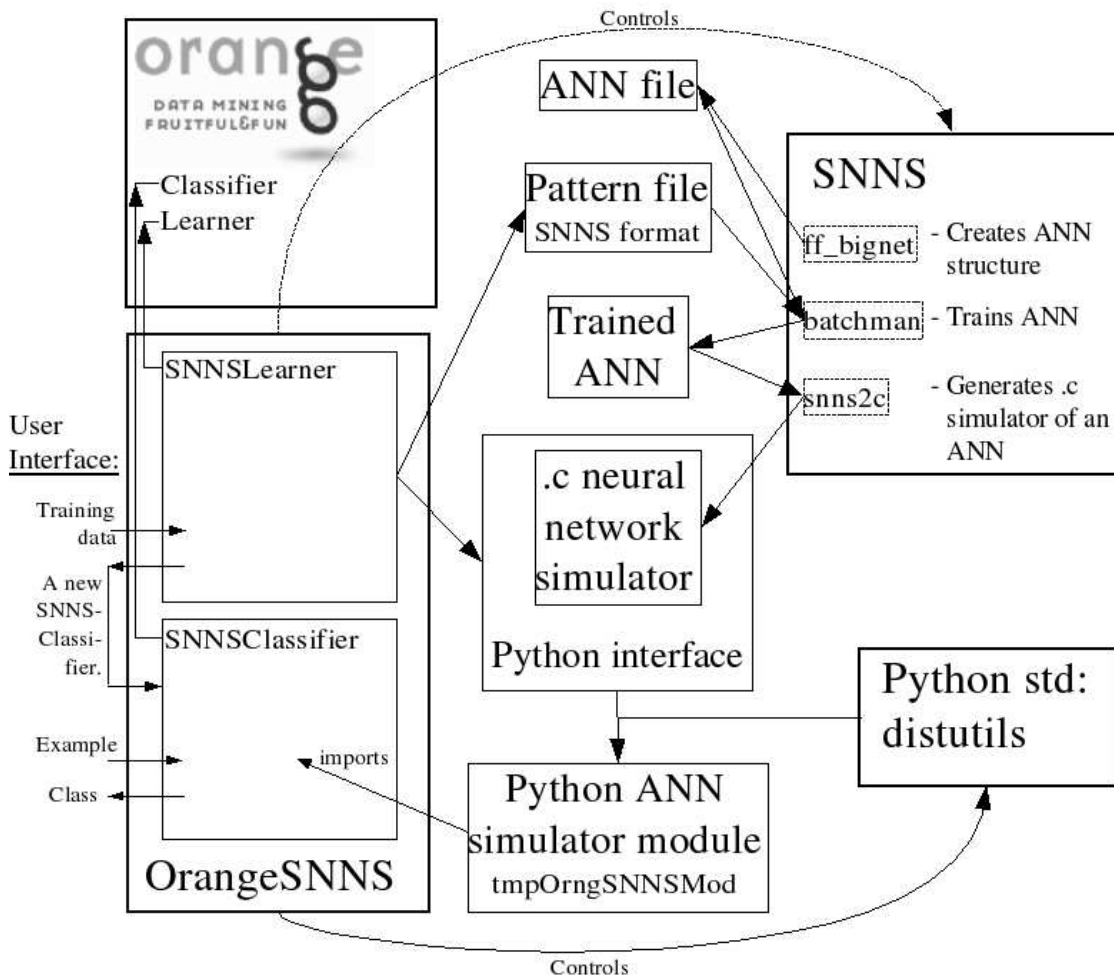 Controls
orange
DATA MINING
FRUITFUL&FUN
Classifier
Learner
ANN file
Pattern file
SNNS format
Trained
ANN
SNNS
ff_bignet
- Creates ANN
structure
batchman
- Trains ANN
snns2c
- Generates .c
simulator of an
ANN
User
Interface:
Training
data
A new
SNNS-
Classi-
fier.
Example
Class
SNNSLearner
SNNSClassifier
imports
OrangeSNNS
.c neural
network
simulator
Python interface
Python std:
distutils
Python ANN
simulator module
tmpOrngSNNSMod
Controls